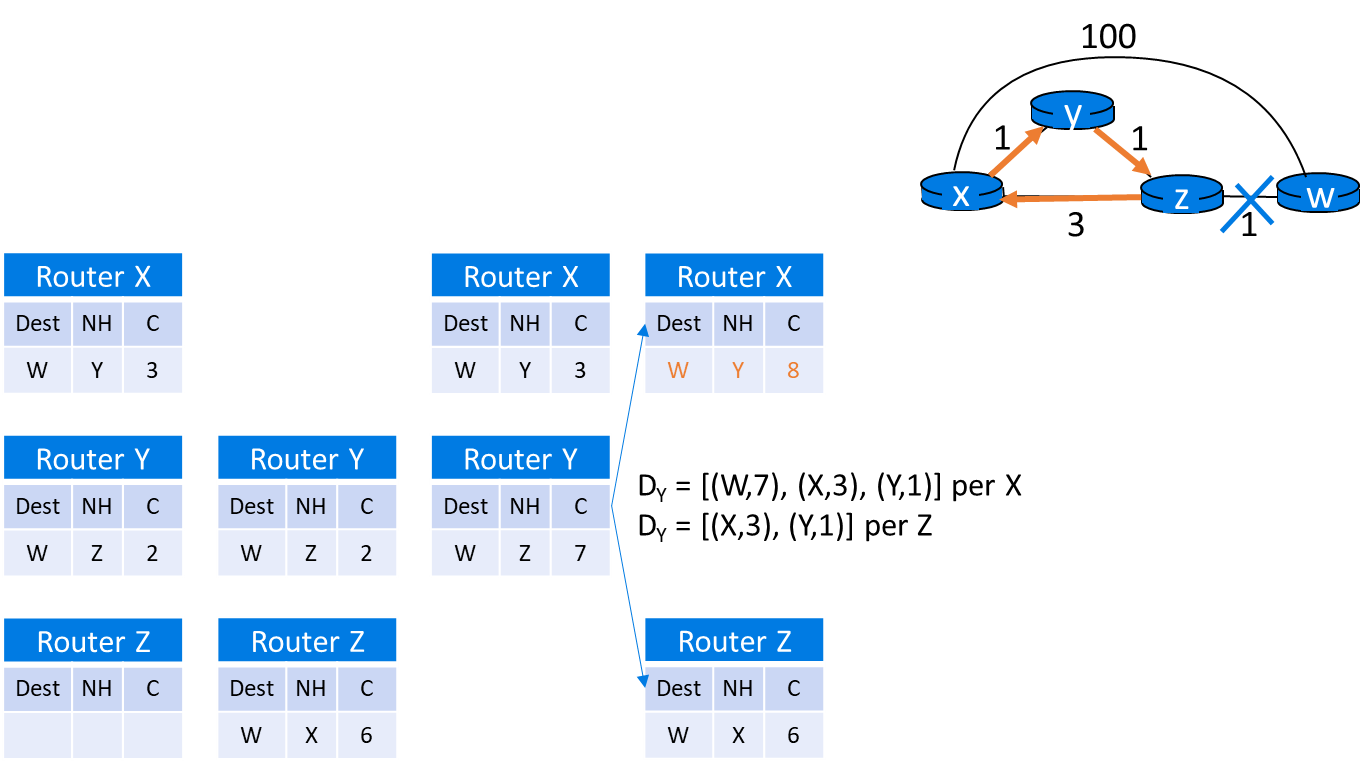 100
y
1
1
x
z
w
3
1
Router X
Dest NH C
W Y 3
Router X
Dest NH C
W Y 3
Router X
Dest NH C
W Y 8
Router Y
Dest NH C
W Z 2
Router Y
Dest NH C
W Z 2
Router Y
Dest NH C
W Z 7
DY = [(W,7), (X,3), (Y,1)] per X
DY = [(X,3), (Y,1)] per Z
Router Z
Dest NH C
Router Z
Dest NH C
W X 6
Router Z
Dest NH C
W X 6